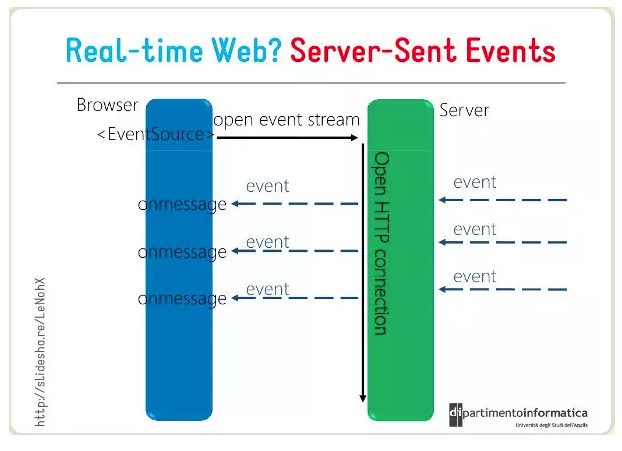 Real-time Web? Server-Sent Events
Browser
<EventSource>
open event stream
Server
Open HTTP connection
event
onmessage
event
onmessage
event
onmessage
event
event
event
http://slidesha.re/LeNohX
dipartimentoinformatica
Università degli Studi dell'Aquila